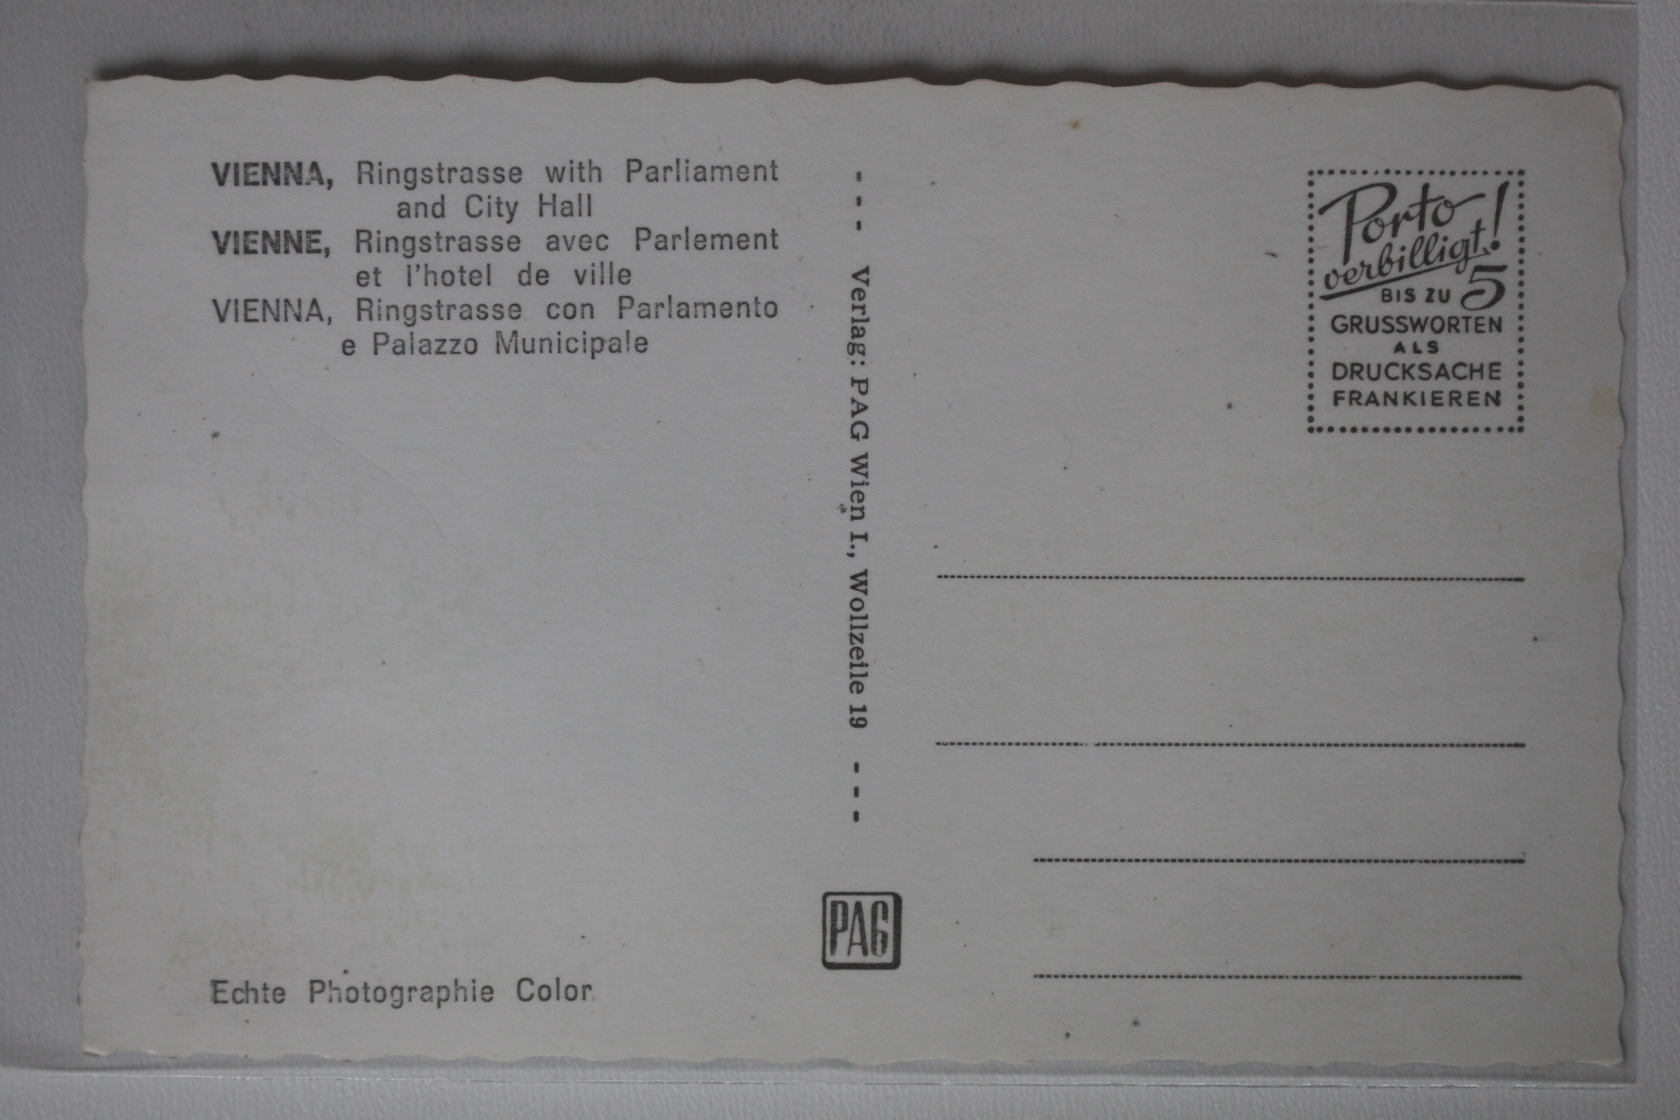 VIENNA, Ringstrasse with Parliament
and City Hall
VIENNE, Ringstrasse avec Parlement
et l'hotel de ville
VIENNA, Ringstrasse con Parlamento
e Palazzo Municipale
Echte Photographie Color
Verlag: PAG Wien I., Wollzeile 19
PAG
Porto
verbilligt!
BIS ZU 5
GRUSSWORTEN
ALS
DRUCKSACHE
FRANKIEREN